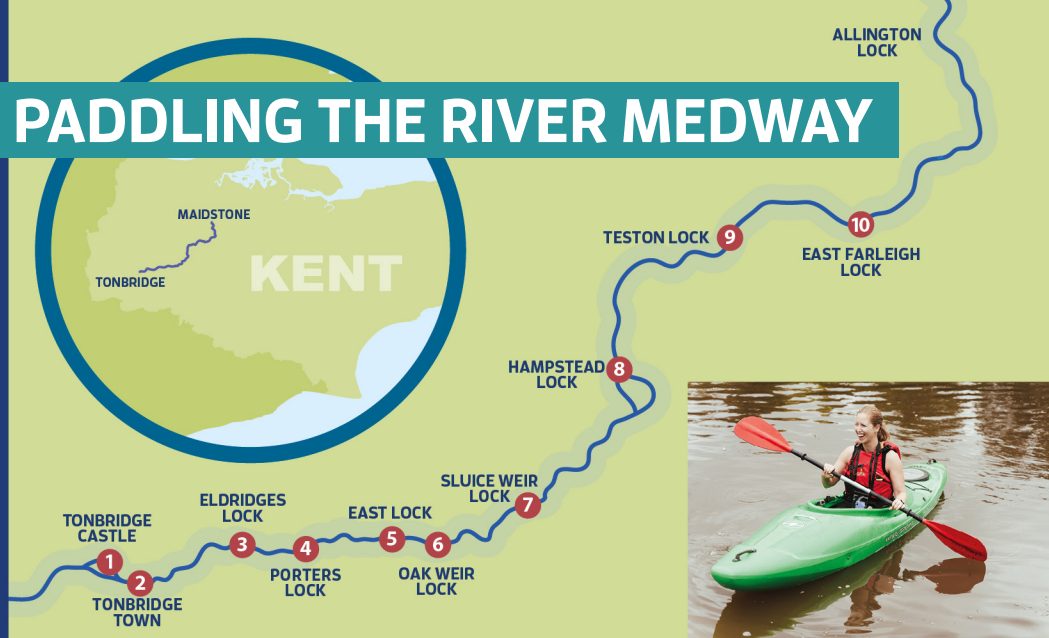 PADDLING THE RIVER MEDWAY
MAIDSTONE
TONBRIDGE
KENT
ALLINGTON
LOCK
10
EAST FARLEIGH
LOCK
TESTON LOCK
9
HAMPSTEAD
LOCK
8
SLUICE WEIR
LOCK
7
EAST LOCK
5
6
OAK WEIR
LOCK
ELDRIDGES
LOCK
3
4
PORTERS
LOCK
TONBRIDGE
CASTLE
1
2
TONBRIDGE
TOWN